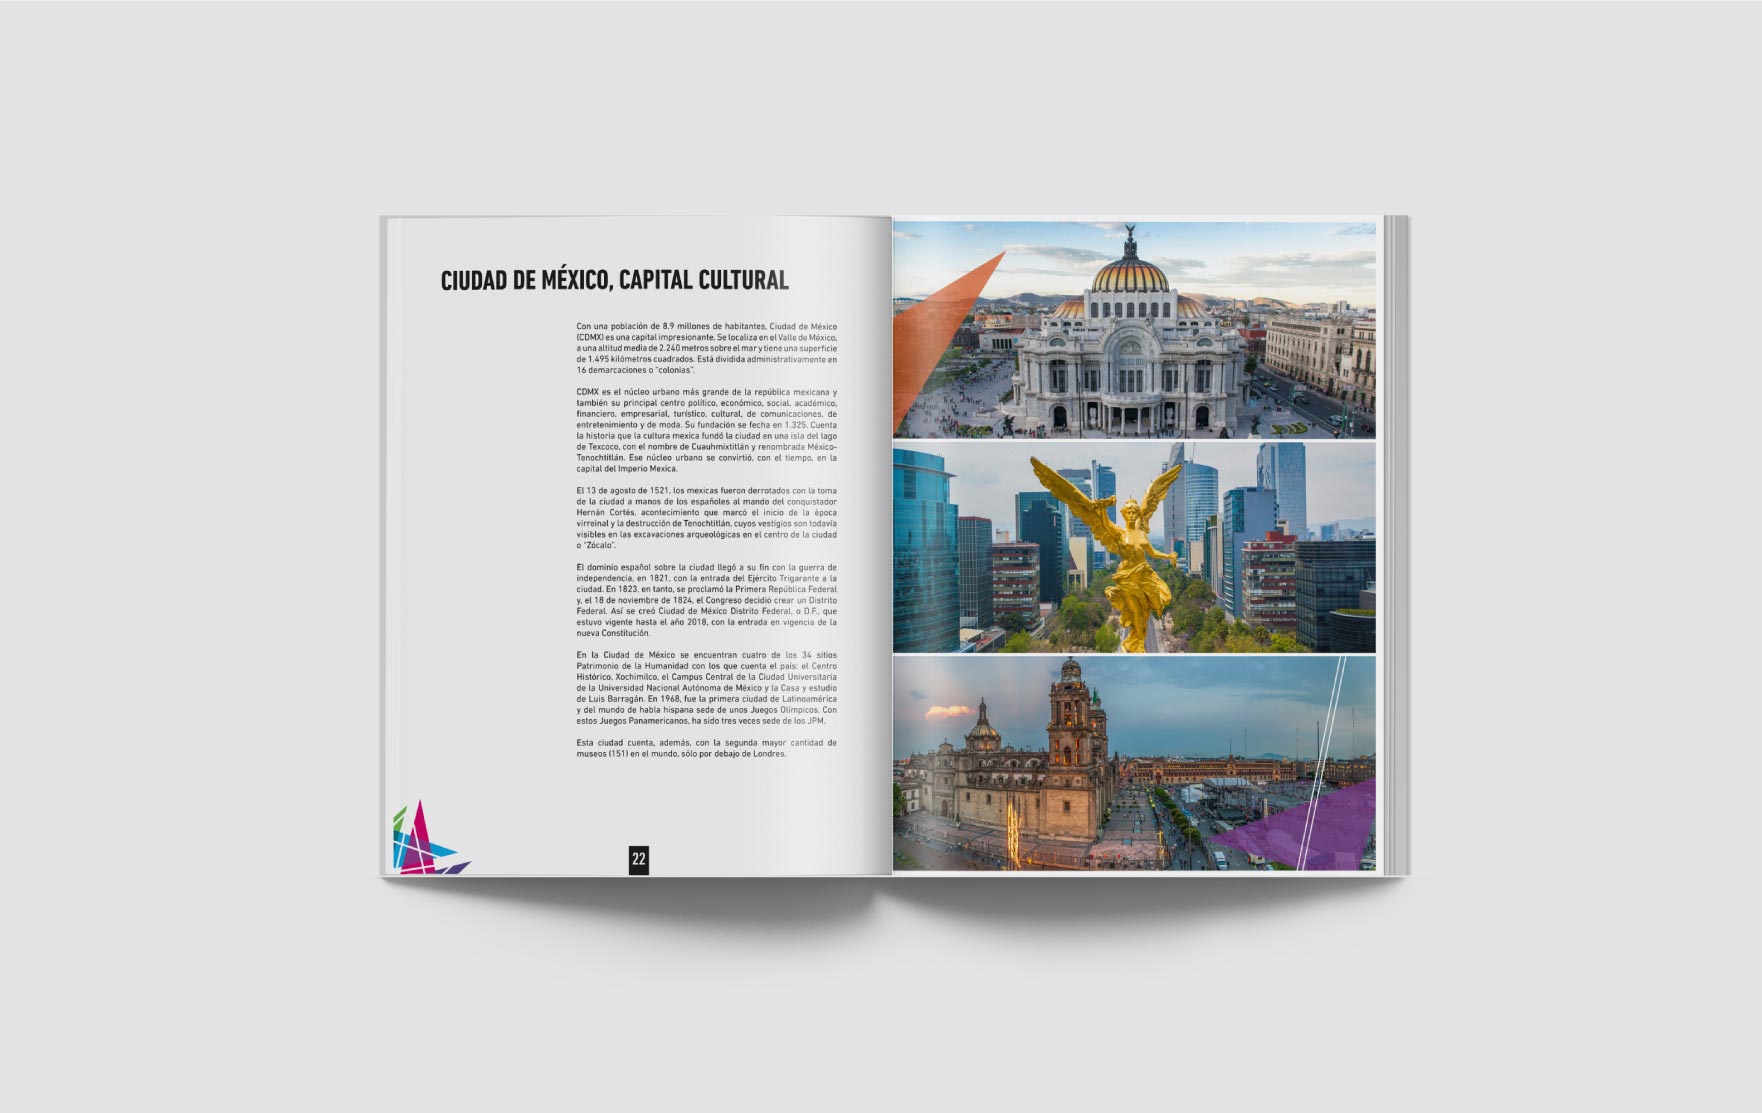 CIUDAD DE MÉXICO, CAPITAL CULTURAL
Con una población de 8.9 millones de habitantes, Ciudad de México
(CDMX) es una capital impresionante. Se localiza en el Valle de México,
a una altitud media de 2.240 metros sobre el mar y tiene una superficie
de 1.495 kilómetros cuadrados. Está dividida administrativamente en
16 demarcaciones o “colonias”.
CDMX es el núcleo urbano más grande de la república mexicana y
también su principal centro político, económico, social, académico,
financiero, empresarial, turístico, cultural, de comunicaciones, de
entretenimiento y de moda. Su fundación se fecha en 1.325. Cuenta
la historia que la cultura mexica fundó la ciudad en una isla del lago
de Texcoco, con el nombre de Cuauhmixtitlán y renombrada México-
Tenochtitlán. Ese núcleo urbano se convirtió, con el tiempo, en la
capital del Imperio Mexica.
El 13 de agosto de 1521, los mexicas fueron derrotados con la toma
de la ciudad a manos de los españoles al mando del conquistador
Hernán Cortés, acontecimiento que marcó el inicio de la época
virreinal y la destrucción de Tenochtitlán, cuyos vestigios son todavía
visibles en las excavaciones arqueológicas en el centro de la ciudad
o “Zócalo”.
El dominio español sobre la ciudad llegó a su fin con la guerra de
independencia, en 1821, con la entrada del Ejército Trigarante a la
ciudad. En 1823, en tanto, se proclamó la Primera República Federal
y, el 18 de noviembre de 1824, el Congreso decidió crear un Distrito
Federal. Así se creó Ciudad de México Distrito Federal, o D.F., que
estuvo vigente hasta el año 2018, con la entrada en vigencia de la
nueva Constitución.
En la Ciudad de México se encuentran cuatro de los 34 sitios
Patrimonio de la Humanidad con los que cuenta el país: el Centro
Histórico, Xochimilco, el Campus Central de la Ciudad Universitaria
de la Universidad Nacional Autónoma de México y la Casa y estudio
de Luis Barragán. En 1968, fue la primera ciudad de Latinoamérica
y del mundo de habla hispana sede de unos Juegos Olímpicos. Con
estos Juegos Panamericanos, ha sido tres veces sede de los JPM.
Esta ciudad cuenta, además, con la segunda mayor cantidad de
museos (151) en el mundo, sólo por debajo de Londres.
22